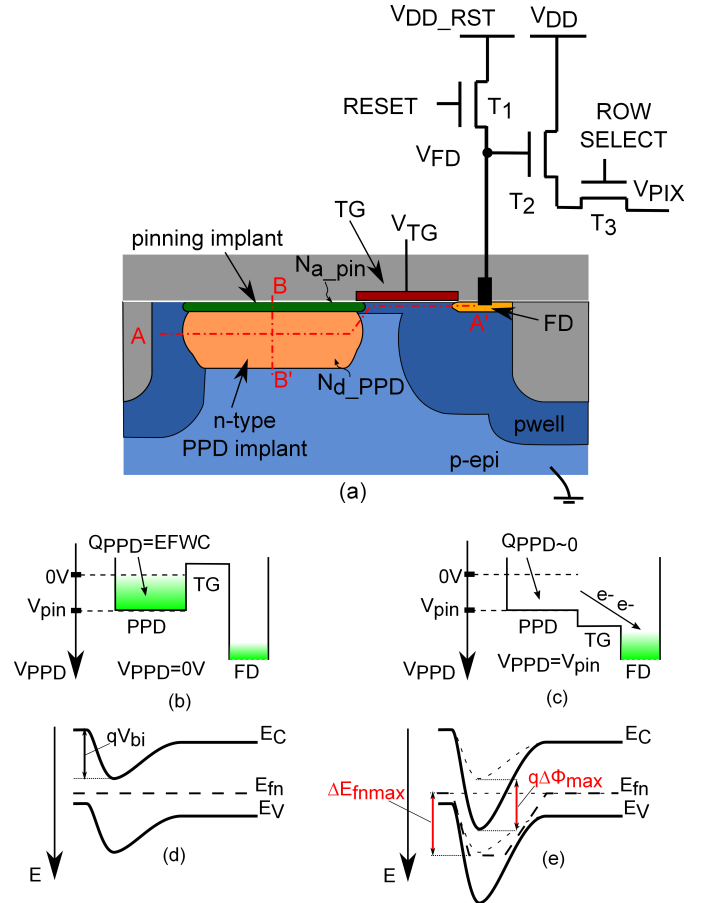 VDD_RST
VDD
RESET
T1
ROW
SELECT
VFD
T2
VPIX
T3
TG
VTG
pinning implant
Na_pin
B
A
A'
FD
B'
Nd_PPD
n-type
PPD implant
pwell
p-epi
(a)
QPPD=EFWC
0V
Vpin
TG
PPD
VPPD
VPPD=0V
FD
(b)
QPPD~0
0V
Vpin
e-
e-
PPD
TG
VPPD
VPPD=Vpin
FD
(c)
qVbi
EC
Efn
EV
E
(d)
EC
ΔEfnmax
qΔΦmax
Efn
EV
E
(e)